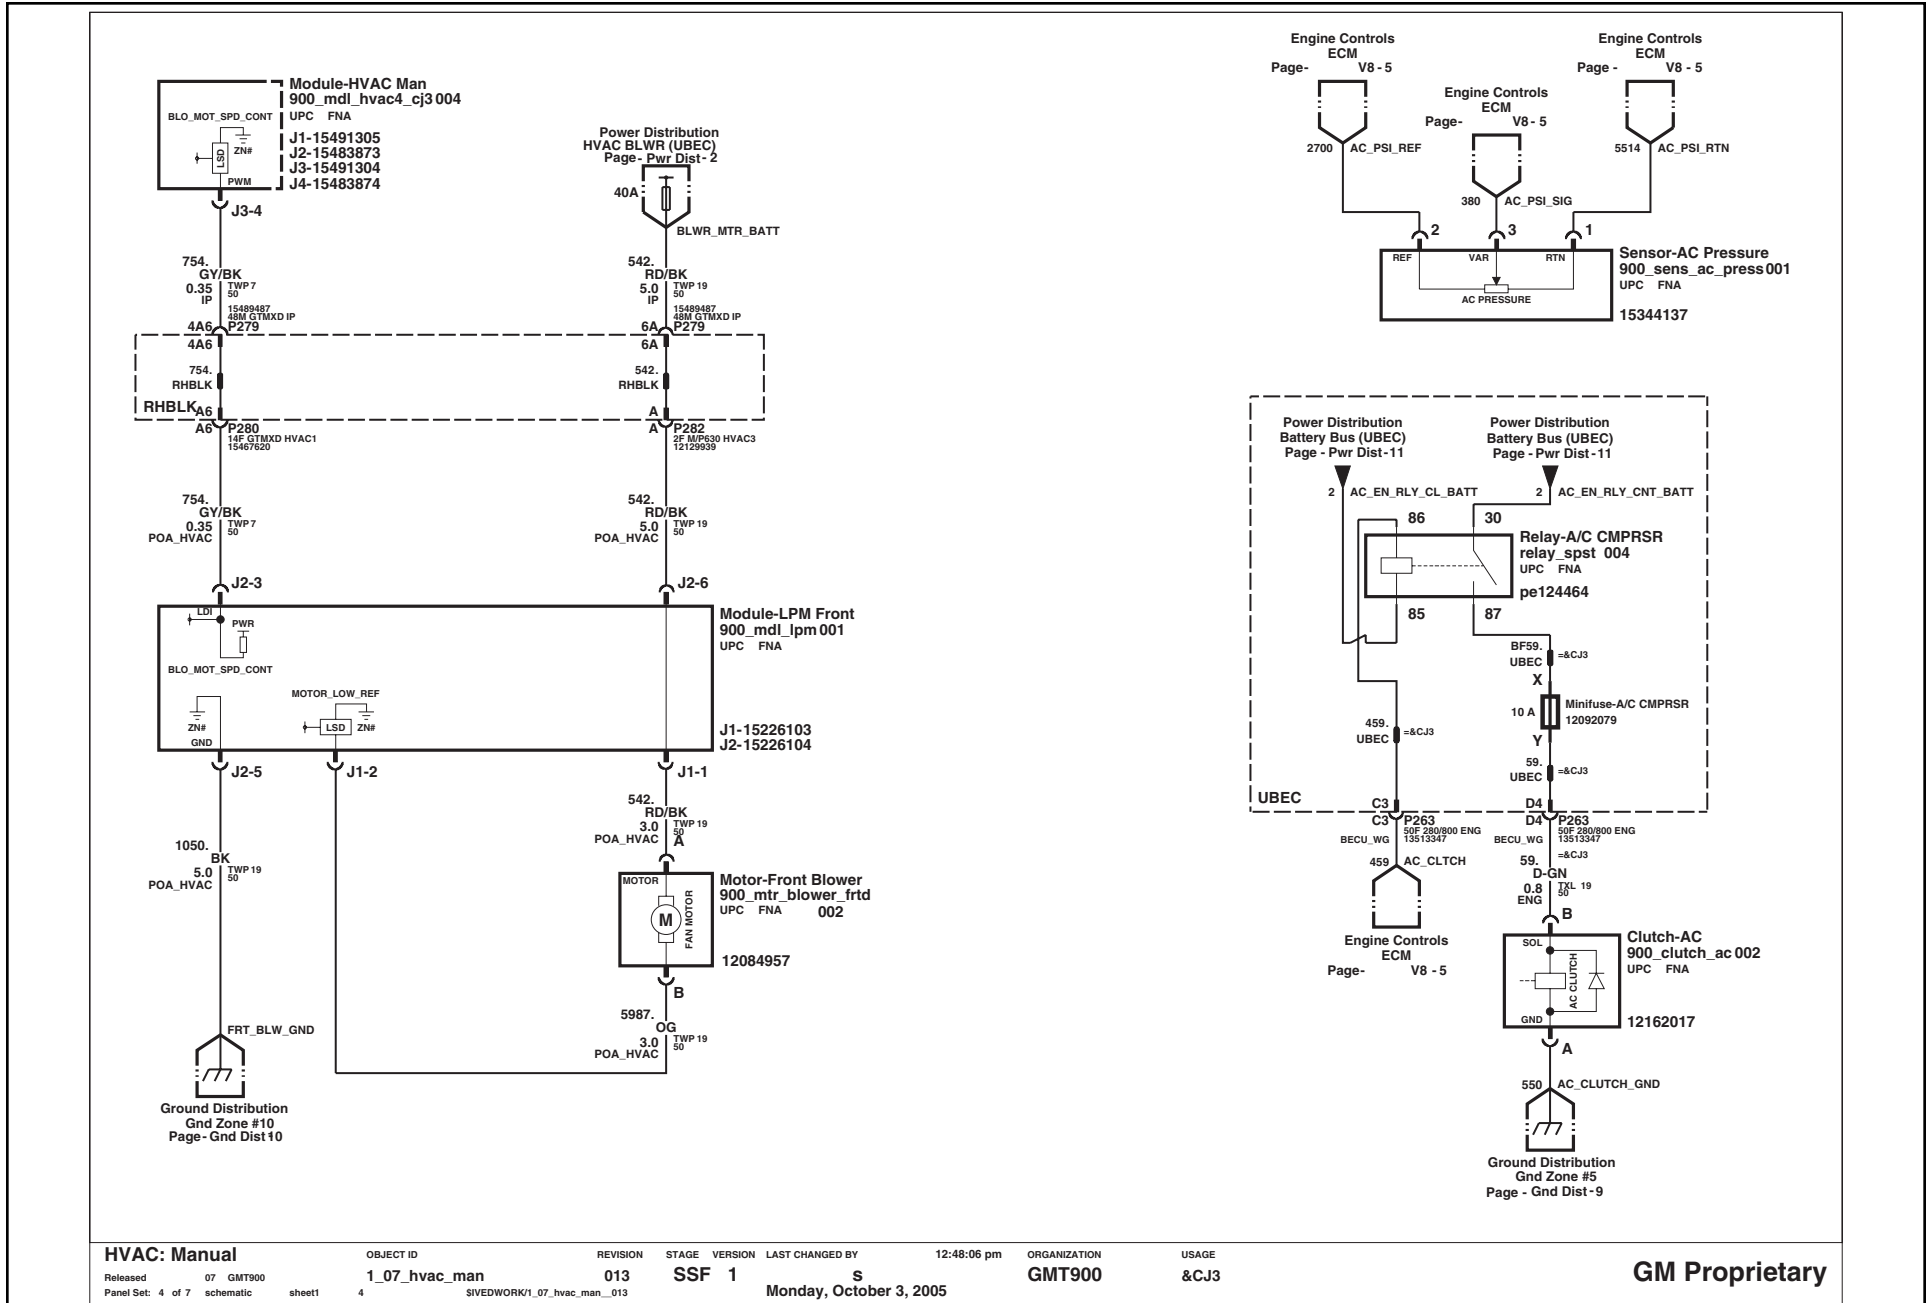 Module-HVAC Man
900_mdl_hvac4_cj3 004
UPC FNA
J1-15491305
J2-15483873
J3-15491304
J4-15483874
BLO_MOT_SPD_CONT
LSD
ZN#
PWM
J3-4
754.
GY/BK
0.35
IP
TWP 7
50
15489487
48M GTMXD IP
4A6
P279
4A6
754.
RHBLK
RHBLK
A6
A6
P280
14F GTMXD HVAC1
15467620
754.
GY/BK
0.35
POA_HVAC
TWP 7
50
J2-3
Power Distribution
HVAC BLWR (UBEC)
Page - Pwr Dist - 2
40A
BLWR_MTR_BATT
542.
RD/BK
5.0
IP
TWP 19
50
15489487
48M GTMXD IP
6A
P279
6A
542.
RHBLK
A
A
P282
2F M/P630 HVAC3
12129939
542.
RD/BK
5.0
POA_HVAC
TWP 19
50
J2-6
LDI
PWR
BLO_MOT_SPD_CONT
MOTOR_LOW_REF
ZN#
GND
LSD
ZN#
Module-LPM Front
900_mdl_lpm 001
UPC FNA
J1-15226103
J2-15226104
J2-5
J1-2
J1-1
1050.
BK
5.0
POA_HVAC
TWP 19
50
FRT_BLW_GND
Ground Distribution
Gnd Zone #10
Page - Gnd Dist 10
542.
RD/BK
3.0
POA_HVAC
TWP 19
50
A
MOTOR
M
FAN MOTOR
Motor-Front Blower
900_mtr_blower_frtd
UPC FNA 002
12084957
B
5987.
OG
3.0
POA_HVAC
TWP 19
50
Engine Controls
ECM
Page- V8 - 5
2700 AC_PSI_REF
Engine Controls
ECM
Page- V8 - 5
380 AC_PSI_SIG
Engine Controls
ECM
Page - V8 - 5
5514 AC_PSI_RTN
2
3
1
REF
VAR
RTN
AC PRESSURE
Sensor-AC Pressure
900_sens_ac_press 001
UPC FNA
15344137
Power Distribution
Battery Bus (UBEC)
Page - Pwr Dist - 11
2 AC_EN_RLY_CL_BATT
Power Distribution
Battery Bus (UBEC)
Page - Pwr Dist - 11
2 AC_EN_RLY_CNT_BATT
86
30
Relay-A/C CMPRSR
relay_spst 004
UPC FNA
pe124464
85
87
BF59.
UBEC
=&CJ3
X
10 A
Minifuse-A/C CMPRSR
12092079
Y
459.
UBEC
=&CJ3
59.
UBEC
=&CJ3
UBEC
C3
D4
C3
P263
50F 280/800 ENG
13513347
BECU_WG
459 AC_CLTCH
Engine Controls
ECM
Page- V8 - 5
D4
P263
50F 280/800 ENG
13513347
BECU_WG
=&CJ3
59.
D-GN
0.8
ENG
TXL 19
50
B
SOL
AC CLUTCH
GND
Clutch-AC
900_clutch_ac 002
UPC FNA
12162017
A
550 AC_CLUTCH_GND
Ground Distribution
Gnd Zone #5
Page - Gnd Dist - 9
HVAC: Manual
Released 07 GMT900
Panel Set: 4 of 7 schematic sheet1 4
OBJECT ID
1_07_hvac_man
$IVEDWORK/1_07_hvac_man__013
REVISION
013
STAGE
SSF
VERSION
1
LAST CHANGED BY
s
12:48:06 pm
Monday, October 3, 2005
ORGANIZATION
GMT900
USAGE
&CJ3
GM Proprietary